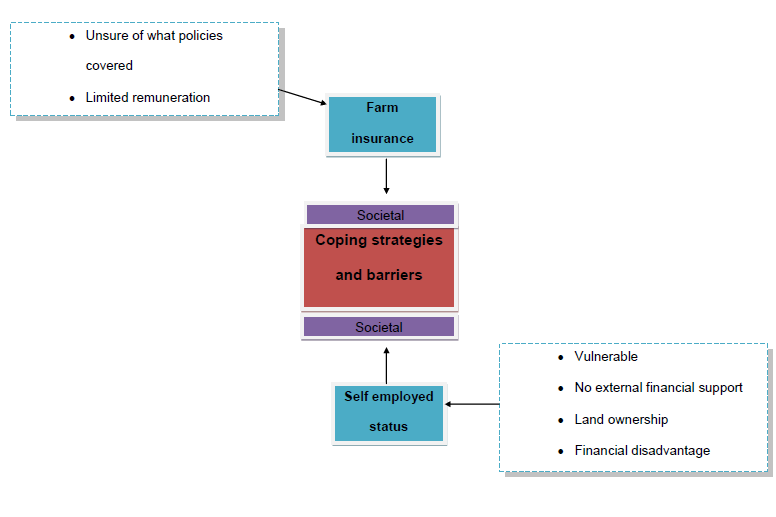 • Unsure of what policies
covered
• Limited remuneration
Farm
insurance
Societal
Coping strategies
and barriers
Societal
Self employed
status
• Vulnerable
• No external financial support
• Land ownership
• Financial disadvantage